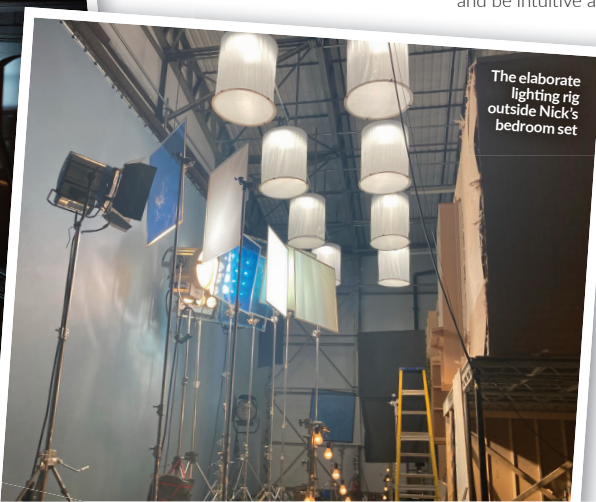 and be intuitive a
The elaborate
lighting rig
outside Nick's
bedroom set